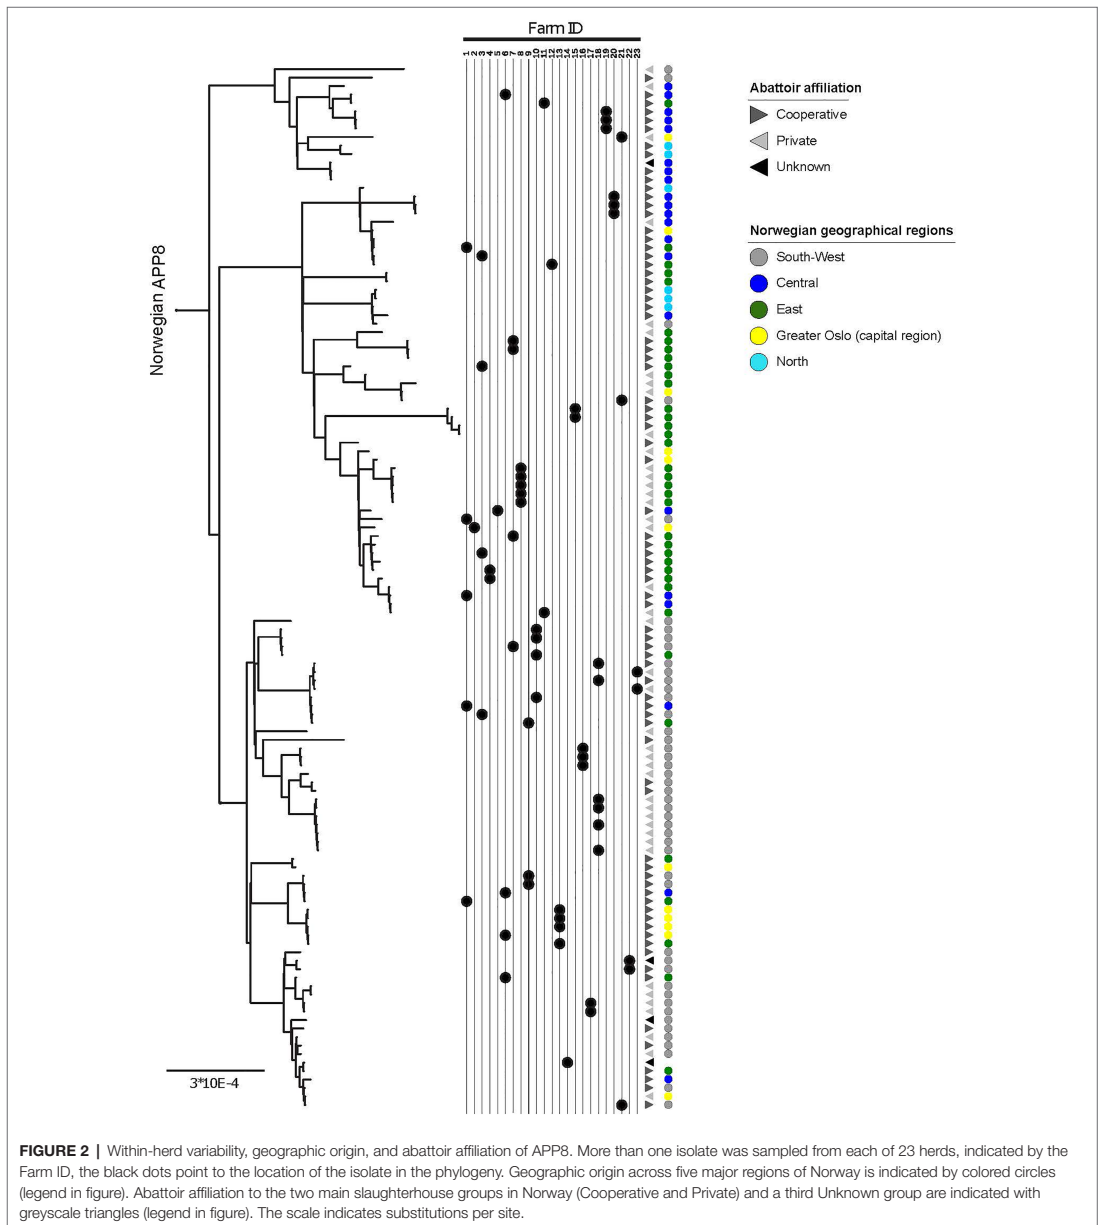 Farm ID
1 2 3 4 5 6 7 8 9 10 11 12 13 14 15 16 17 18 19 20 21 22 23
Norwegian APP8
Abattoir affiliation
Cooperative
Private
Unknown
Norwegian geographical regions
South-West
Central
East
Greater Oslo (capital region)
North
3*10E-4
FIGURE 2 | Within-herd variability, geographic origin, and abattoir affiliation of APP8. More than one isolate was sampled from each of 23 herds, indicated by the
Farm ID, the black dots point to the location of the isolate in the phylogeny. Geographic origin across five major regions of Norway is indicated by colored circles
(legend in figure). Abattoir affiliation to the two main slaughterhouse groups in Norway (Cooperative and Private) and a third Unknown group are indicated with
greyscale triangles (legend in figure). The scale indicates substitutions per site.